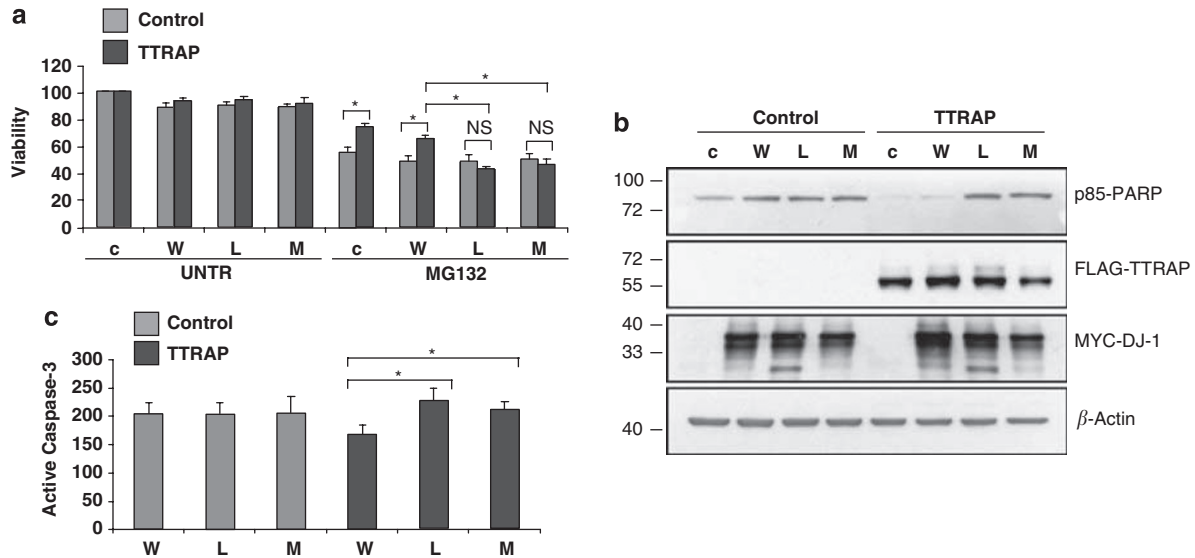 a
Control
TTRAP
120
100
80
60
40
20
0
Viability
* * * * NS NS
c W L M c W L M
UNTR MG132
b
Control TTRAP
c W L M c W L M
100
72
p85-PARP
72
55
FLAG-TTRAP
40
33
MYC-DJ-1
40
β-Actin
c
Control
TTRAP
300
250
200
150
100
50
0
Active Caspase-3
* *
W L M W L M